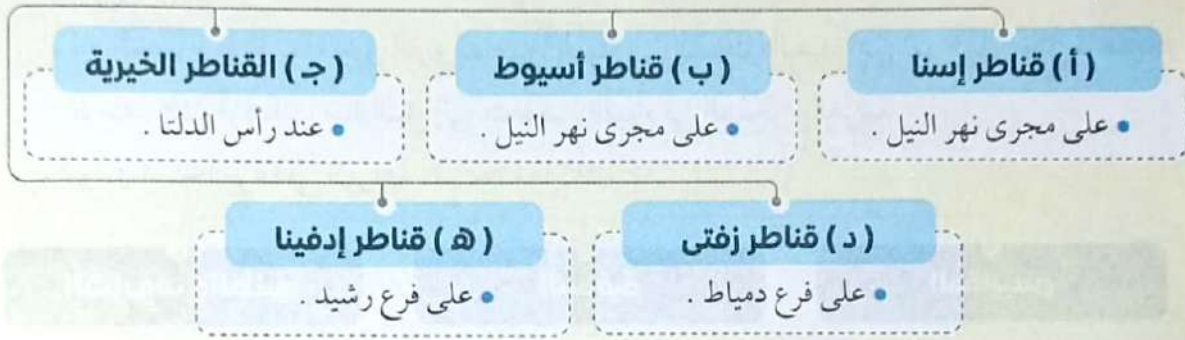 ( أ ) قناطر إسنا
• على مجرى نهر النيل .
( ب ) قناطر أسيوط
• على مجرى نهر النيل .
( جـ ) القناطر الخيرية
• عند رأس الدلتا .
( د ) قناطر زفتى
• على فرع دمياط .
( هـ ) قناطر إدفينا
• على فرع رشيد .